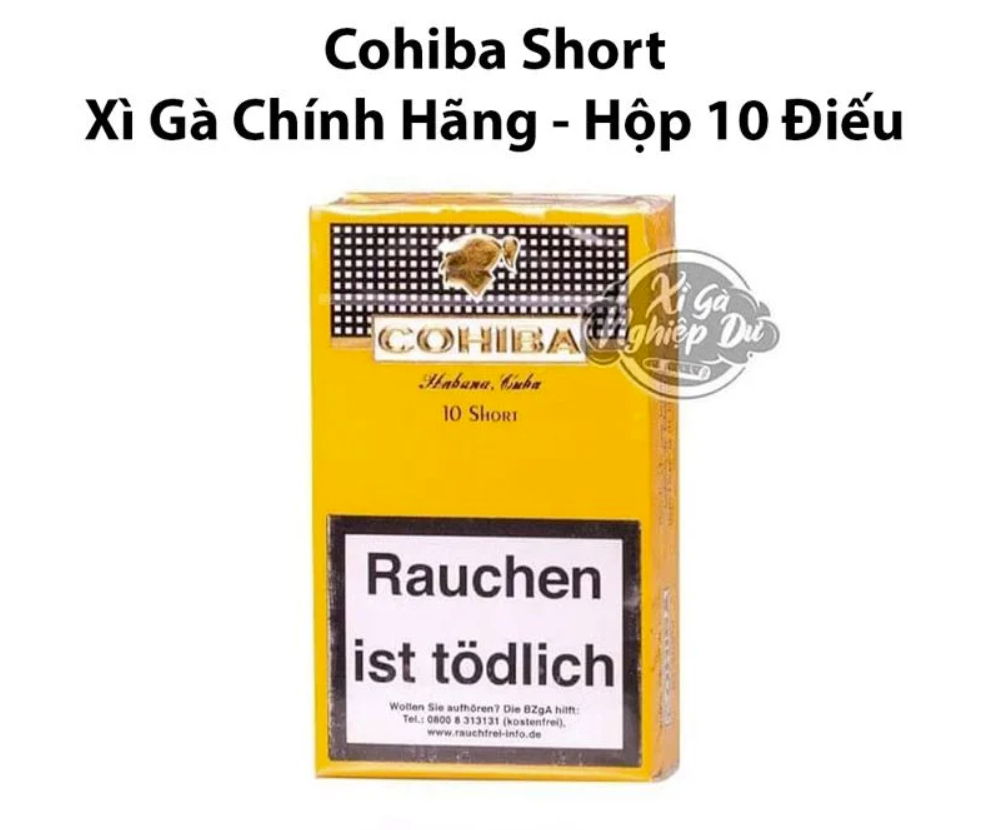 Cohiba Short
Xì Gà Chính Hãng - Hộp 10 Điếu
COHIBA
Habana, Cuba
10 SHORT
Xì Gà
Nghiệp Dư
Rauchen
ist tödlich
Wollen Sie aufhören? Die BZgA hilft:
Tel.: 0800 8 313131 (kostenfrei),
www.rauchfrei-info.de
COHIBA